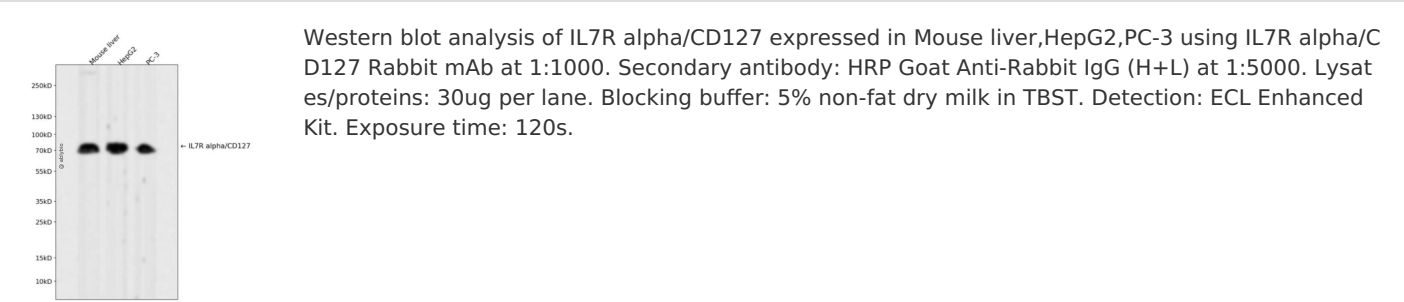 Mouse liver
HepG2
PC-3
250kD
130kD
100kD
70kD
55kD
35kD
25kD
15kD
10kD
← IL7R alpha/CD127
Western blot analysis of IL7R alpha/CD127 expressed in Mouse liver,HepG2,PC-3 using IL7R alpha/C
D127 Rabbit mAb at 1:1000. Secondary antibody: HRP Goat Anti-Rabbit IgG (H+L) at 1:5000. Lysat
es/proteins: 30ug per lane. Blocking buffer: 5% non-fat dry milk in TBST. Detection: ECL Enhanced
Kit. Exposure time: 120s.